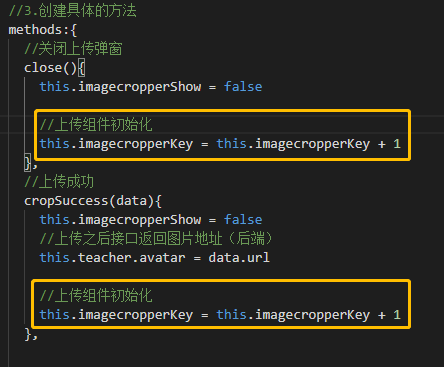 //3.创建具体的方法
methods:{
//关闭上传弹窗
close(){
this.imagecropperShow = false
//上传组件初始化
this.imagecropperKey = this.imagecropperKey + 1
},
//上传成功
cropSuccess(data){
this.imagecropperShow = false
//上传之后接口返回图片地址（后端）
this.teacher.avatar = data.url
//上传组件初始化
this.imagecropperKey = this.imagecropperKey + 1
},